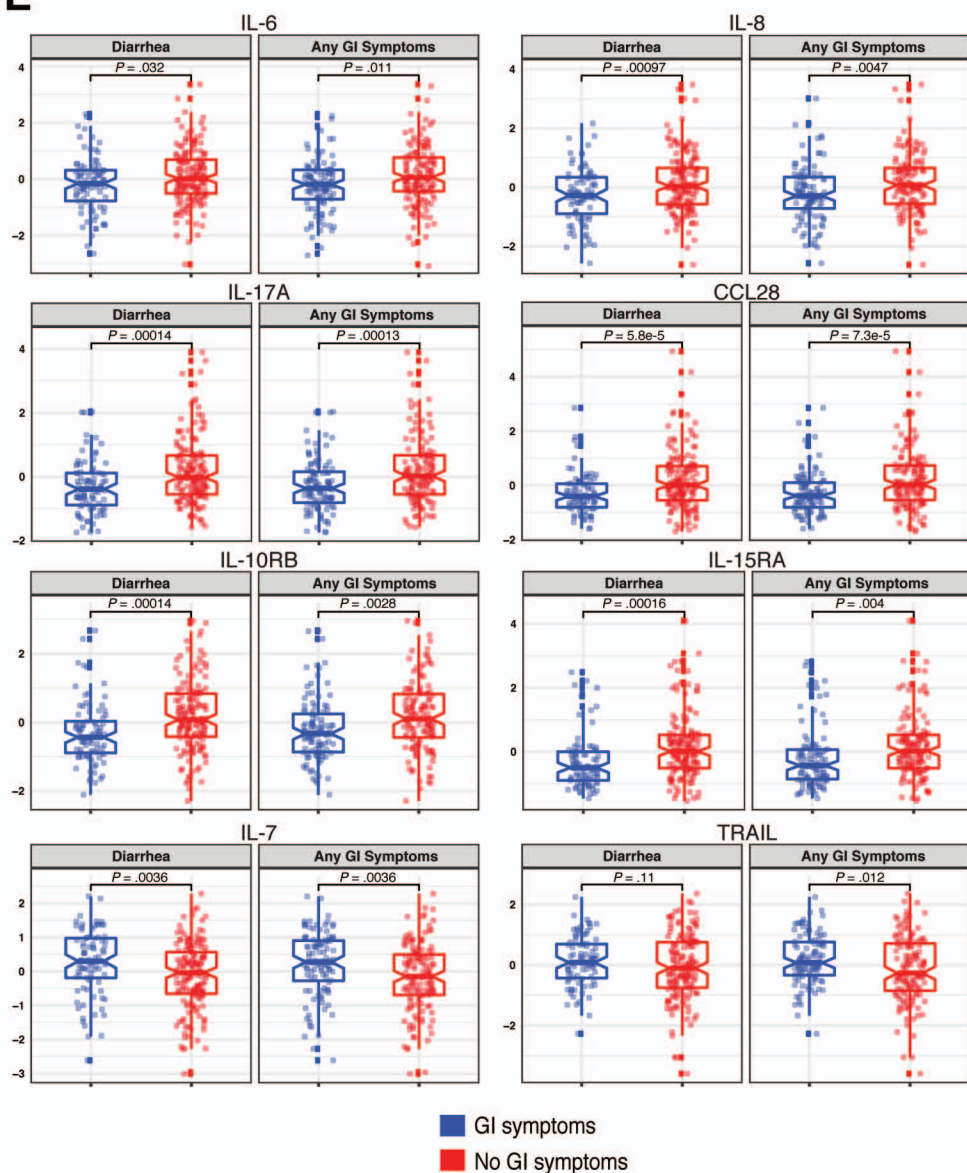 E
IL-6 IL-8
Diarrhea Any GI Symptoms Diarrhea Any GI Symptoms
P = .032 P = .011 P = .00097 P = .0047
4 4
2 2
0 0
−2 −2
IL-17A CCL28
Diarrhea Any GI Symptoms Diarrhea Any GI Symptoms
P = .00014 P = .00013 P = 5.8e-5 P = 7.3e-5
4 4
2 2
0 0
−2 −2
IL-10RB IL-15RA
Diarrhea Any GI Symptoms Diarrhea Any GI Symptoms
P = .00014 P = .0028 P = .00016 P = .004
4
2 2
0 0
−2
IL-7 TRAIL
Diarrhea Any GI Symptoms Diarrhea Any GI Symptoms
P = .0036 P = .0036 P = .11 P = .012
2 2
1
0 0
−1
−2 −2
−3
GI symptoms
No GI symptoms